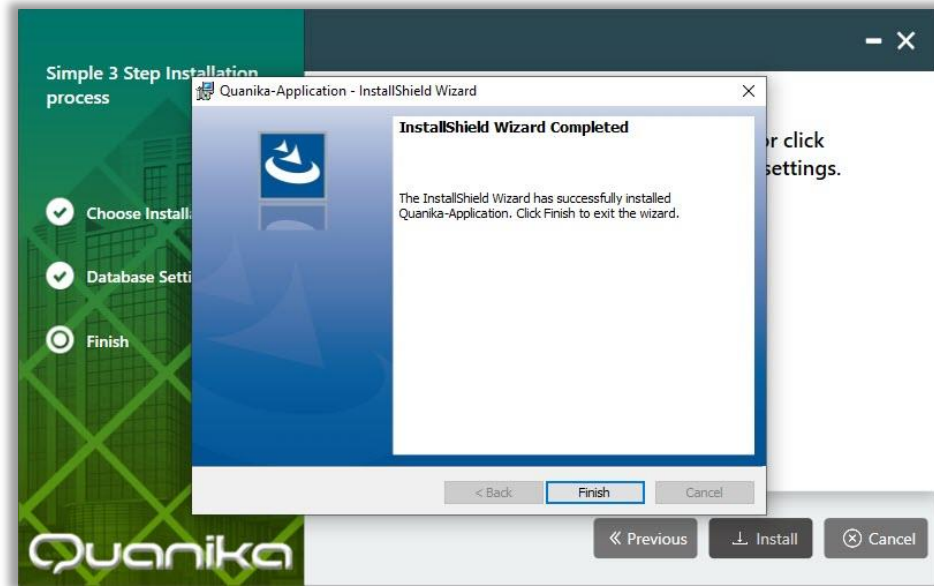 Simple 3 Step Installation
process
Choose Install
Database Setti
Finish
Quanika
Quanika-Application - InstallShield Wizard
InstallShield Wizard Completed
The InstallShield Wizard has successfully installed
Quanika-Application. Click Finish to exit the wizard.
< Back
Finish
Cancel
r click
settings.
Previous
Install
Cancel